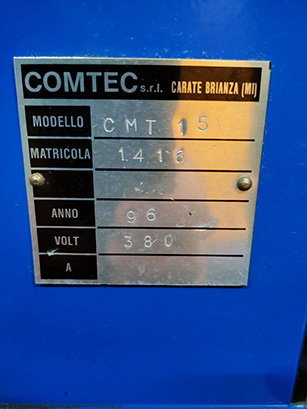 COMTEC s.r.l. CARATE BRIANZA (MI)
MODELLO CMT 15
MATRICOLA 1416
ANNO 96
VOLT 380
A